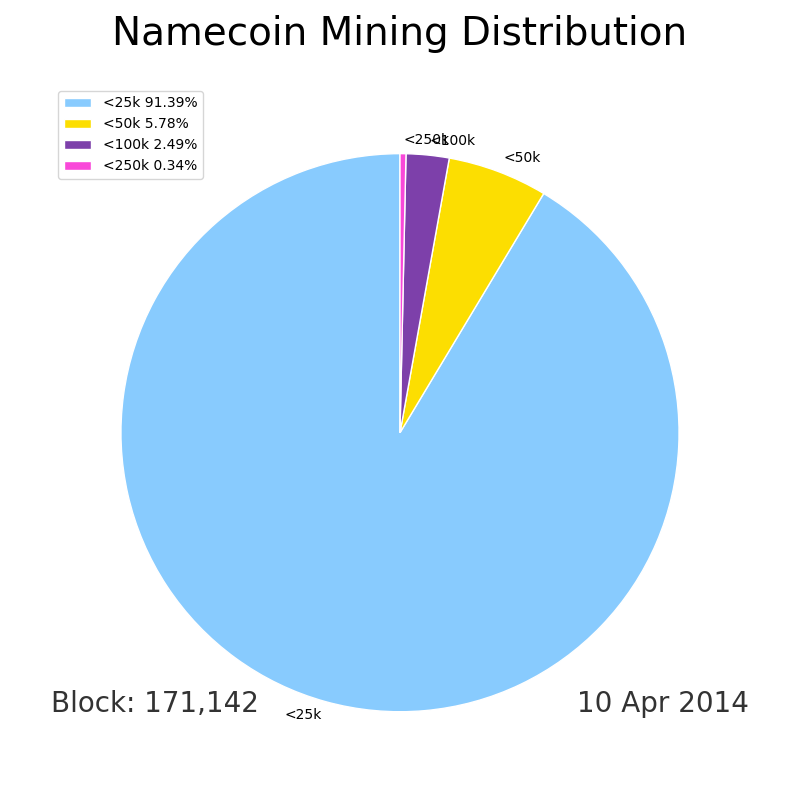 Namecoin Mining Distribution
<25k 91.39%
<50k 5.78%
<100k 2.49%
<250k 0.34%
<250k
<100k
<50k
Block: 171,142
10 Apr 2014
<25k